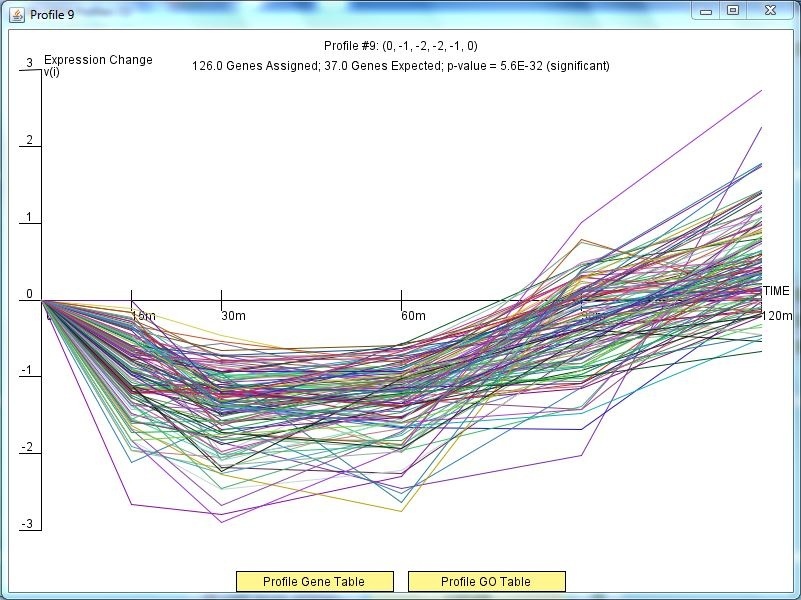 Profile 9
Profile #9: (0, -1, -2, -2, -1, 0)
126.0 Genes Assigned; 37.0 Genes Expected; p-value = 5.6E-32 (significant)
Expression Change
v(i)
3
2
1
0
-1
-2
-3
TIME
15m 30m 60m 120m
Profile Gene Table Profile GO Table